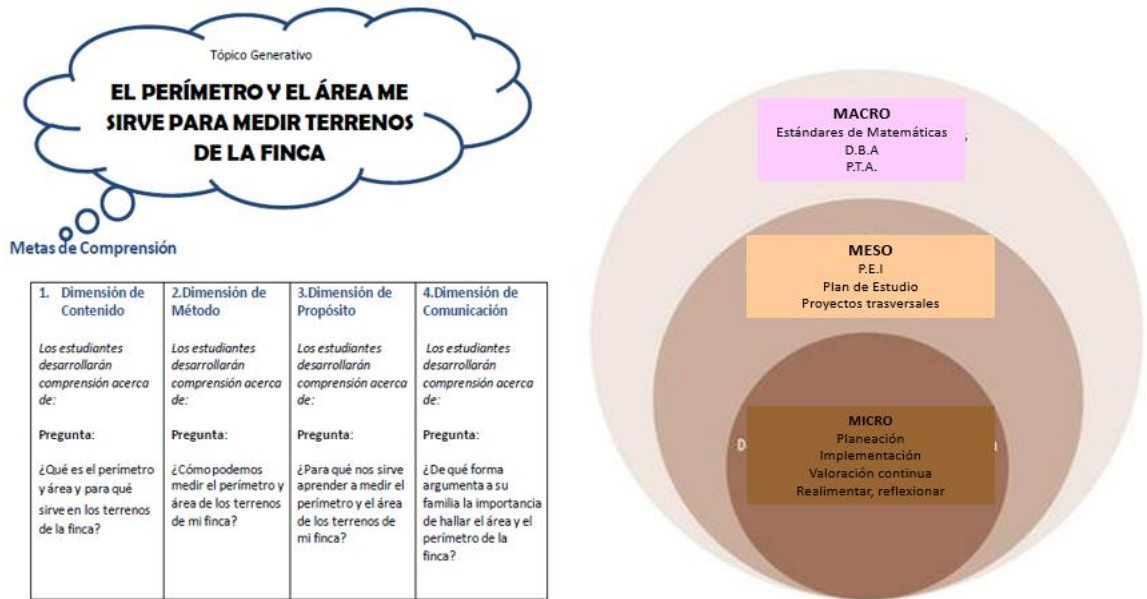 Tópico Generativo
EL PERÍMETRO Y EL ÁREA ME
SIRVE PARA MEDIR TERRENOS
DE LA FINCA
Metas de Comprensión
1. Dimensión de
Contenido
Los estudiantes
desarrollarán
comprensión acerca
de:
Pregunta:
¿Qué es el perímetro
y área y para qué
sirve en los terrenos
de la finca?
2.Dimensión de
Método
Los estudiantes
desarrollarán
comprensión acerca
de:
Pregunta:
¿Cómo podemos
medir el perímetro y
área de los terrenos
de mi finca?
3.Dimensión de
Propósito
Los estudiantes
desarrollarán
comprensión acerca
de:
Pregunta:
¿Para qué nos sirve
aprender a medir el
perímetro y el área
de los terrenos de
mi finca?
4.Dimensión de
Comunicación
Los estudiantes
desarrollarán
comprensión acerca
de:
Pregunta:
¿De qué forma
argumenta a su
familia la importancia
de hallar el área y el
perímetro de la
finca?
MACRO
Estándares de Matemáticas
D.B.A
P.T.A.
MESO
P.E.I
Plan de Estudio
Proyectos trasversales
MICRO
Planeación
Implementación
Valoración continua
Realimentar, reflexionar